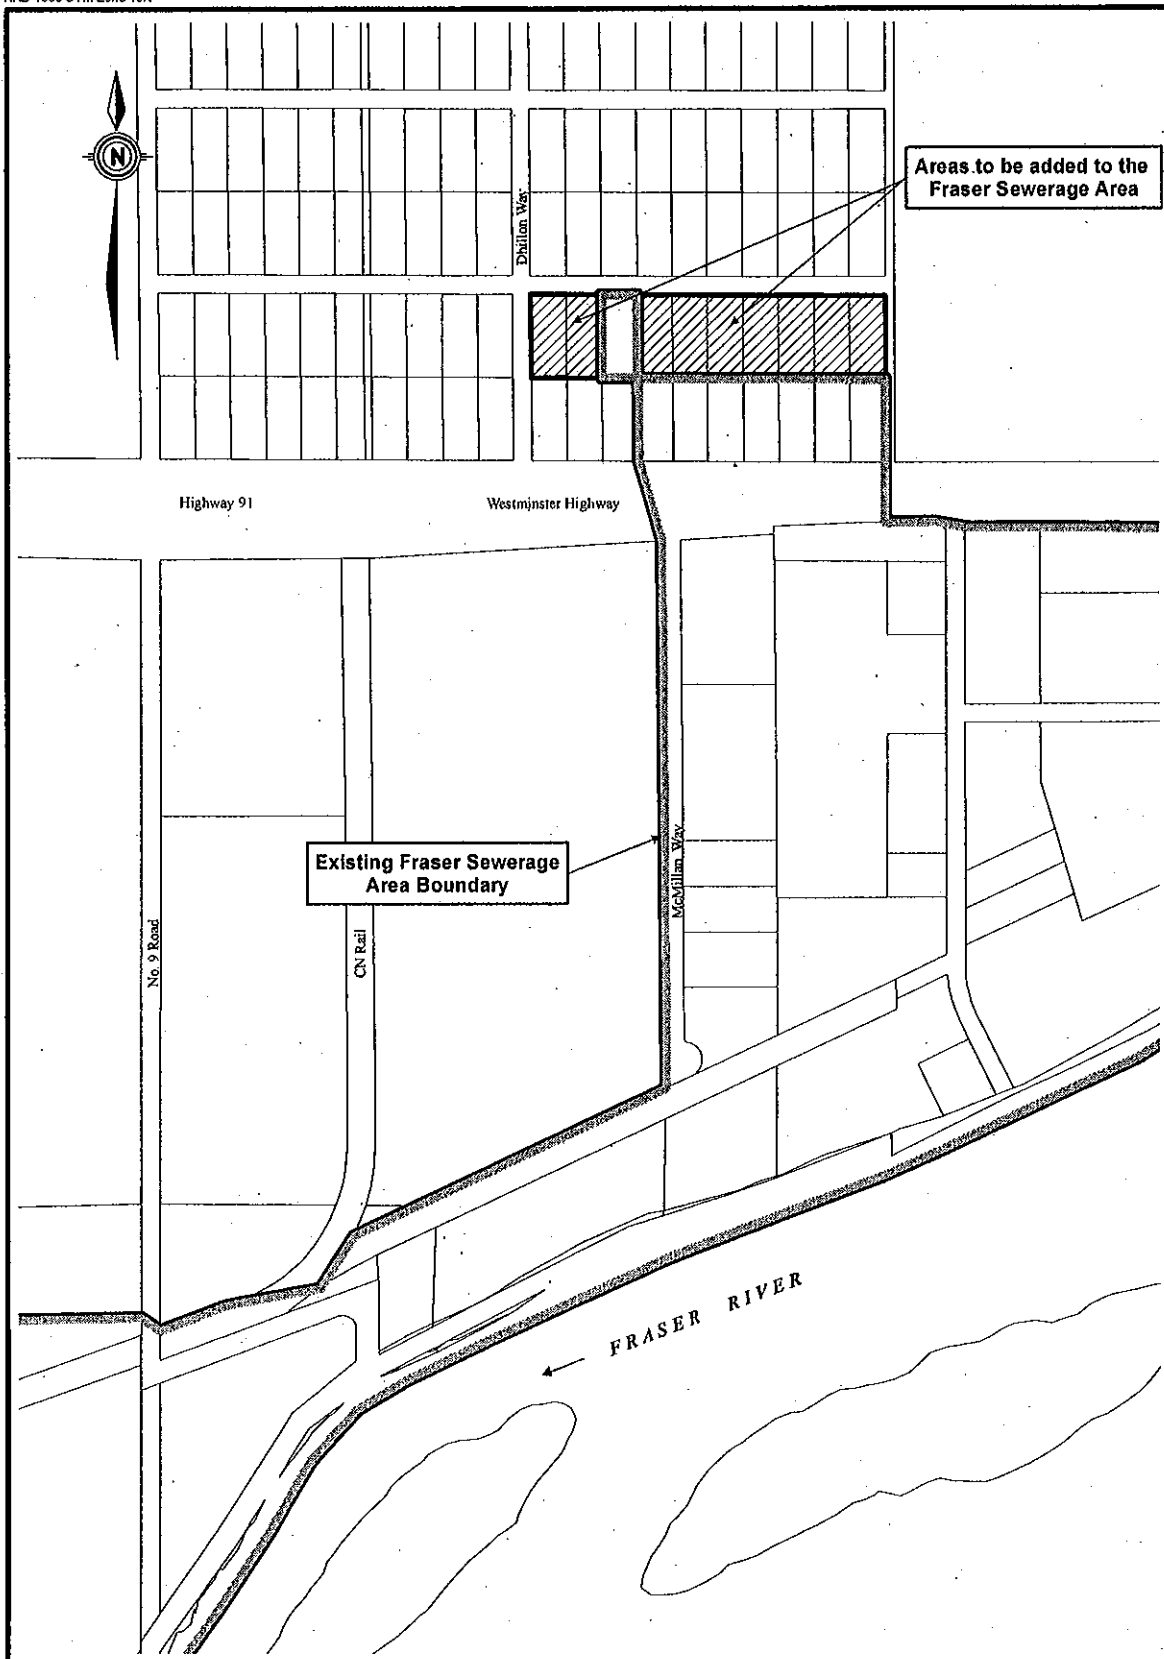 N
Areas to be added to the
Fraser Sewerage Area
Dhillon Way
Highway 91
Westminster Highway
Existing Fraser Sewerage
Area Boundary
McMillan Way
No. 9 Road
CN Rail
FRASER RIVER